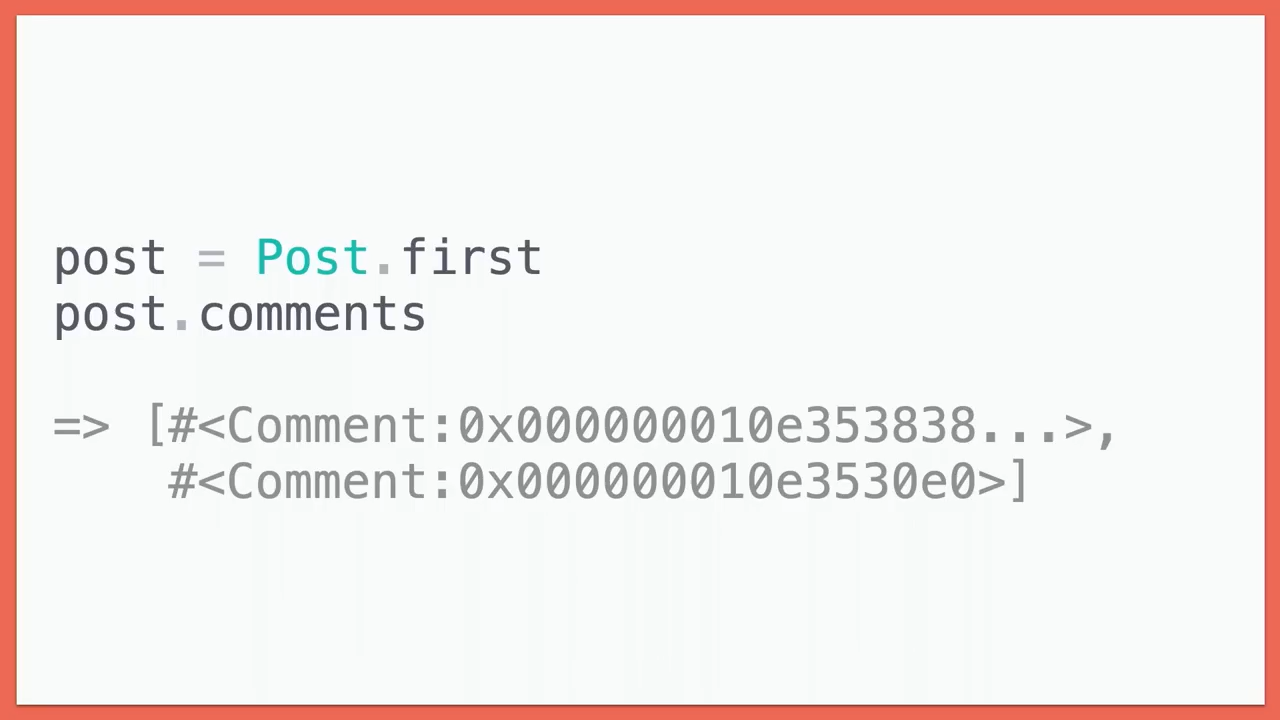 post = Post.first
post.comments
=> [#<Comment:0x000000010e353838...>,
#<Comment:0x000000010e3530e0>]